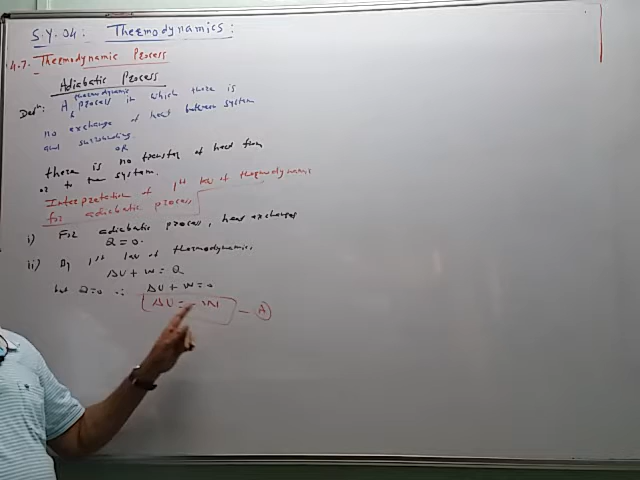 S.Y. 04: Thermodynamics:
4.7. Thermodynamic Process
Adiabatic Process
Defn: A thermodynamic process in which there is
no exchange of heat between system
and surrounding.
OR
there is no transfer of heat from
or to the system.
Interpretation of 1st law of thermodynamic
for adiabatic process
i) For adiabatic process, heat exchanges
Q = 0.
ii) By 1st law of thermodynamics,
ΔU + W = Q
but Q=0 ∴ ΔU + W = 0
ΔU = - W — A